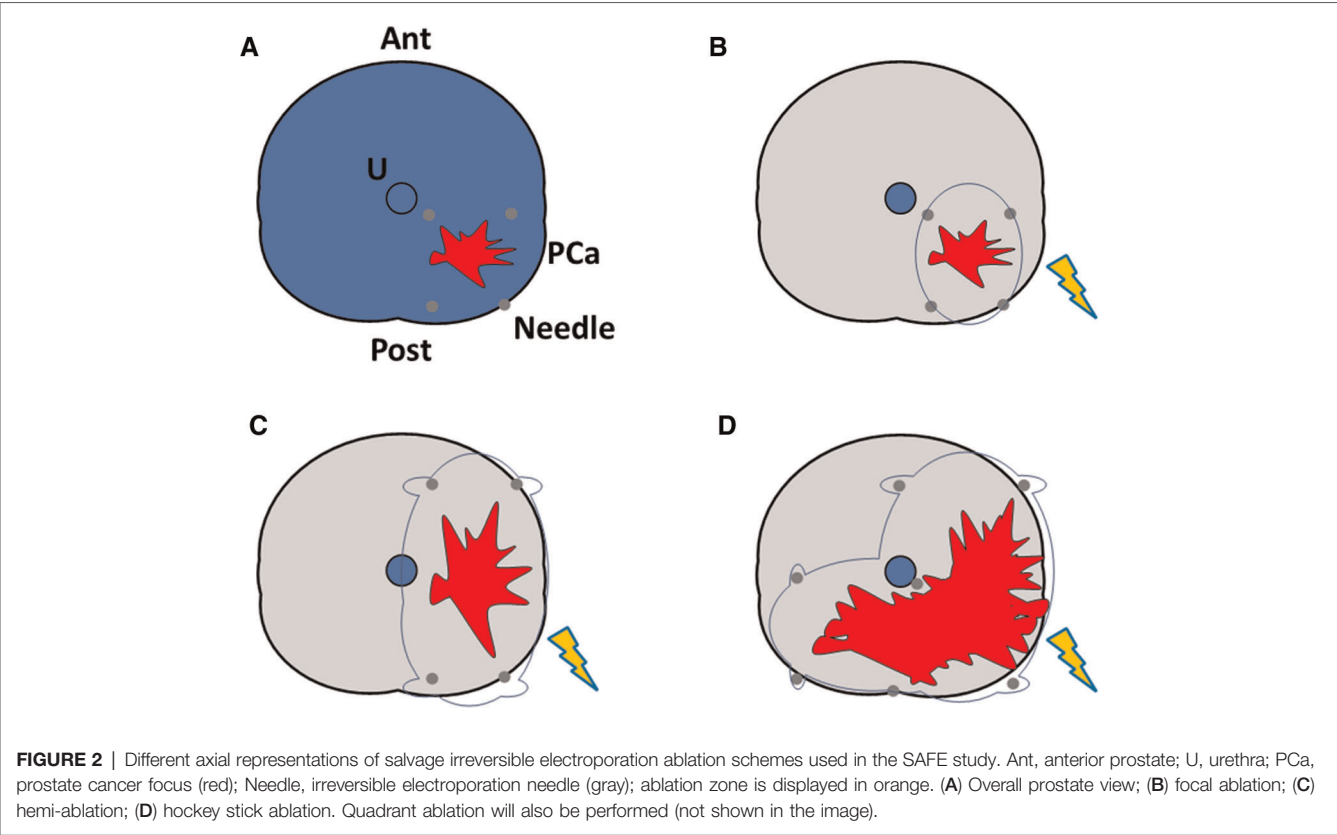 A
Ant
U
PCa
Needle
Post
B
C
D
FIGURE 2 | Different axial representations of salvage irreversible electroporation ablation schemes used in the SAFE study. Ant, anterior prostate; U, urethra; PCa,
prostate cancer focus (red); Needle, irreversible electroporation needle (gray); ablation zone is displayed in orange. (A) Overall prostate view; (B) focal ablation; (C)
hemi-ablation; (D) hockey stick ablation. Quadrant ablation will also be performed (not shown in the image).